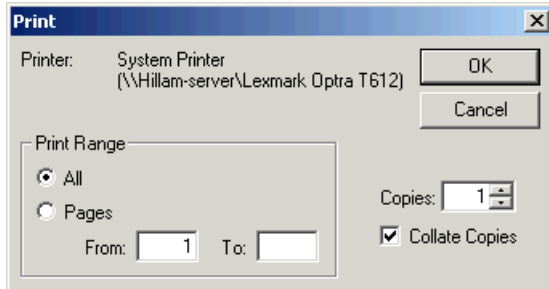 Print
Printer: System Printer
(\\Hillam-server\Lexmark Optra T612)
OK
Cancel
Print Range
All
Pages
From: 1 To:
Copies: 1
Collate Copies